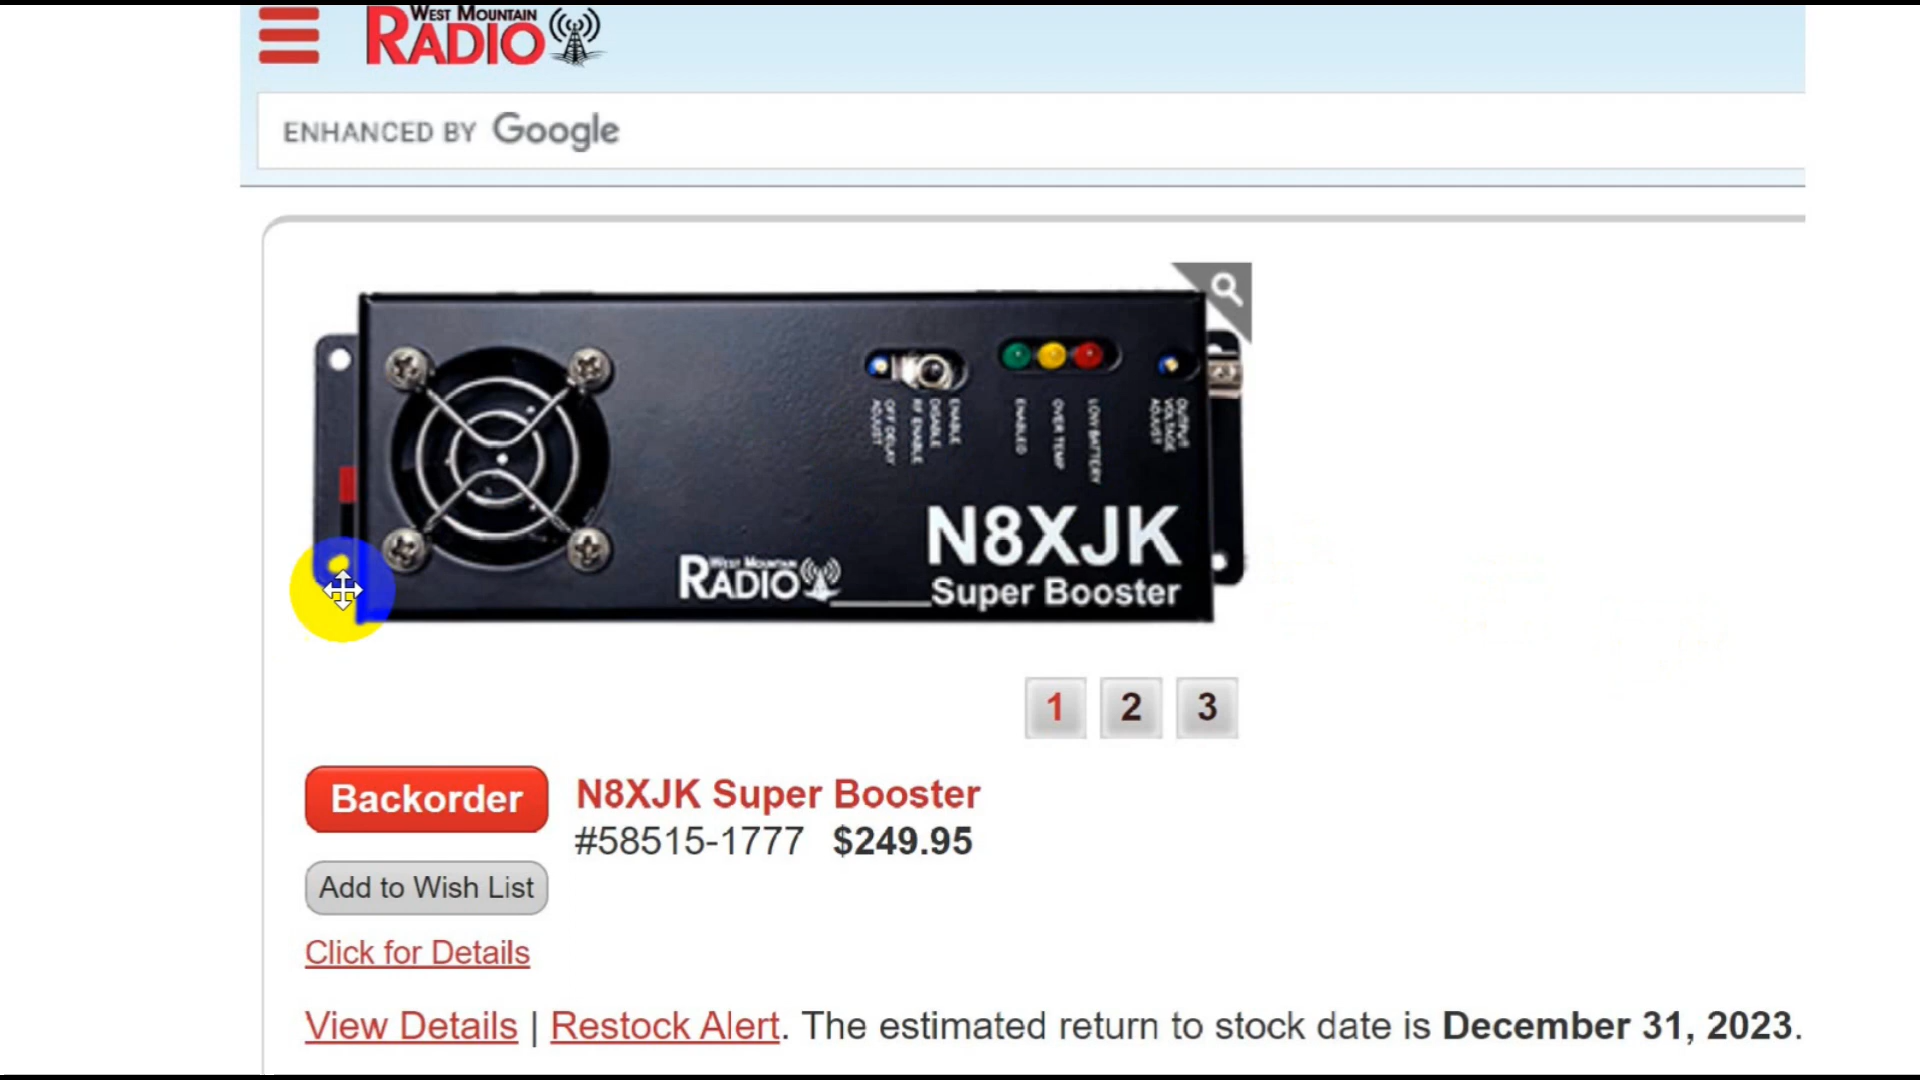 WEST MOUNTAIN
RADIO
ENHANCED BY Google
OFF DELAY ADJUST
RF ENABLE
DISABLE
ENABLE
ENABLED
OVER TEMP
LOW BATTERY
OUTPUT VOLTAGE ADJUST
N8XJK
WEST MOUNTAIN
RADIO
Super Booster
1 2 3
Backorder
N8XJK Super Booster
#58515-1777 $249.95
Add to Wish List
Click for Details
View Details | Restock Alert. The estimated return to stock date is December 31, 2023.